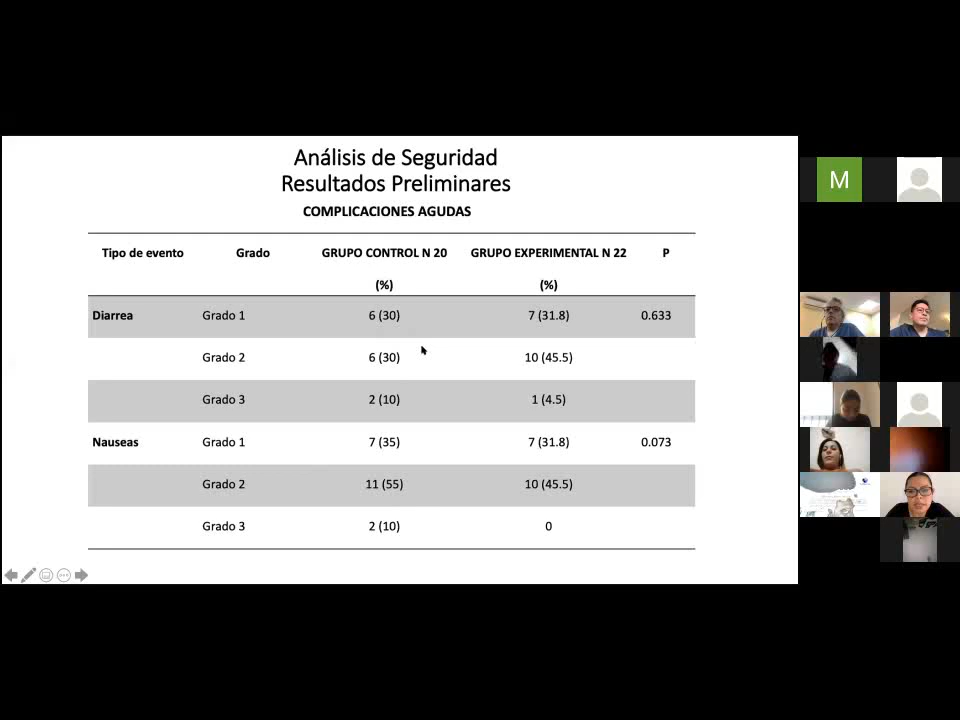 Análisis de Seguridad
Resultados Preliminares
COMPLICACIONES AGUDAS
Tipo de evento Grado GRUPO CONTROL N 20 GRUPO EXPERIMENTAL N 22 P
(%) (%)
Diarrea Grado 1 6 (30) 7 (31.8) 0.633
Grado 2 6 (30) 10 (45.5)
Grado 3 2 (10) 1 (4.5)
Nauseas Grado 1 7 (35) 7 (31.8) 0.073
Grado 2 11 (55) 10 (45.5)
Grado 3 2 (10) 0
M